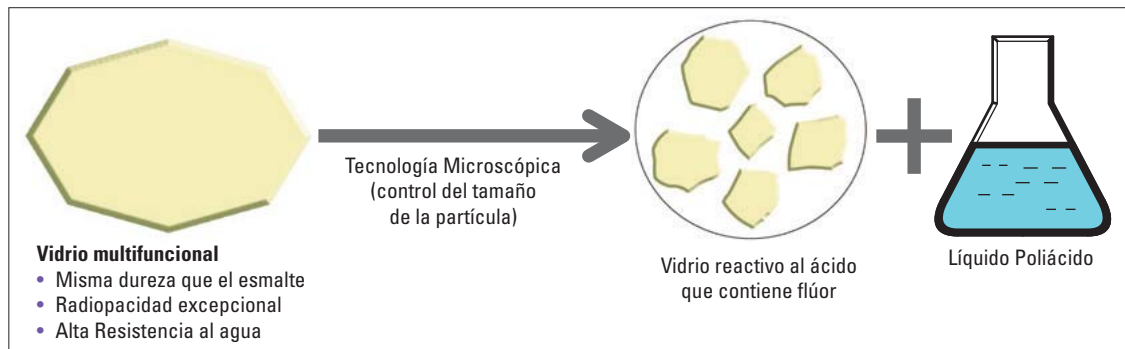 Tecnología Microscópica
(control del tamaño
de la partícula)
Vidrio multifuncional
• Misma dureza que el esmalte
• Radiopacidad excepcional
• Alta Resistencia al agua
Vidrio reactivo al ácido
que contiene flúor
Líquido Poliácido